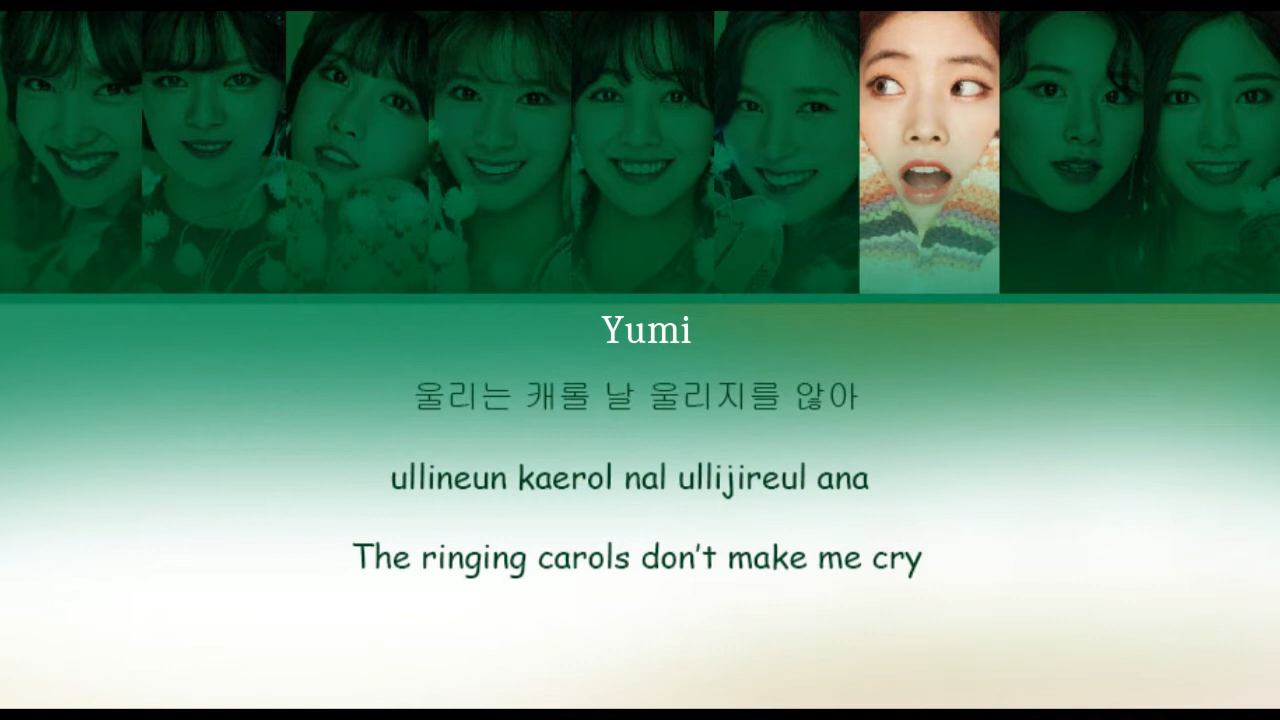 Yumi
울리는 캐롤 날 울리지를 않아
ullineun kaerol nal ullijireul ana
The ringing carols don't make me cry